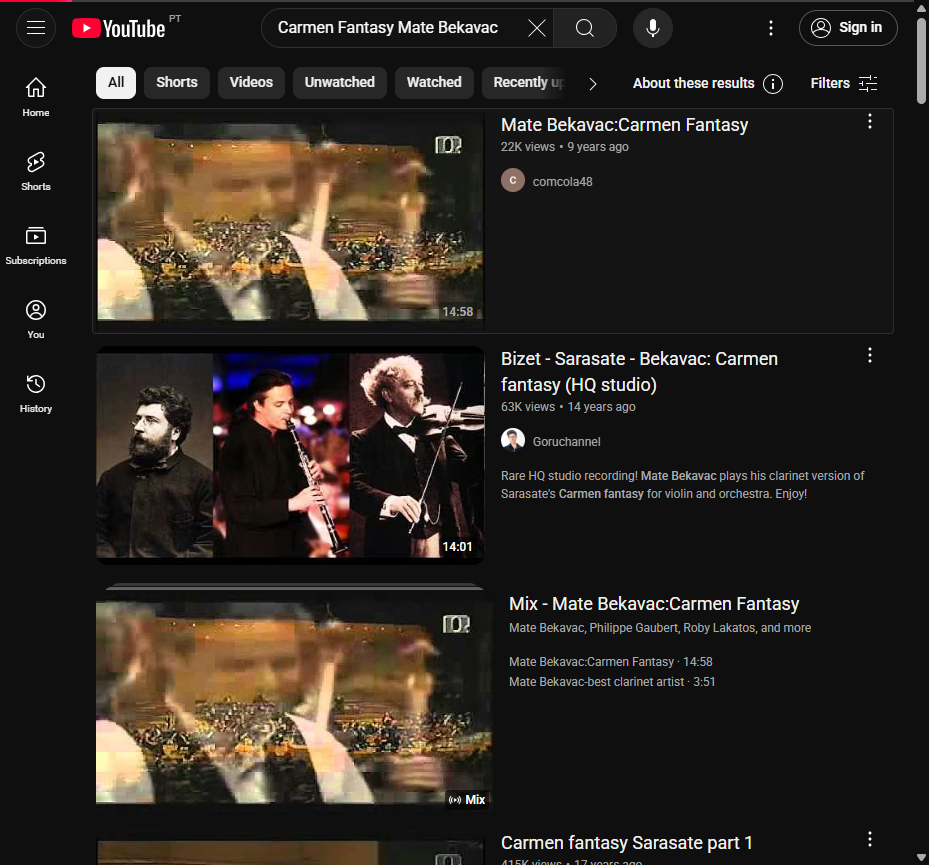 YouTube PT
Carmen Fantasy Mate Bekavac
Sign in
Home
Shorts
Subscriptions
You
History
All
Shorts
Videos
Unwatched
Watched
Recently up
About these results
Filters
14:58
Mate Bekavac:Carmen Fantasy
22K views • 9 years ago
C
comcola48
14:01
Bizet - Sarasate - Bekavac: Carmen
fantasy (HQ studio)
63K views • 14 years ago
Goruchannel
Rare HQ studio recording! Mate Bekavac plays his clarinet version of
Sarasate's Carmen fantasy for violin and orchestra. Enjoy!
Mix
Mix - Mate Bekavac:Carmen Fantasy
Mate Bekavac, Philippe Gaubert, Roby Lakatos, and more
Mate Bekavac:Carmen Fantasy · 14:58
Mate Bekavac-best clarinet artist · 3:51
Carmen fantasy Sarasate part 1
415K views • 17 years ago